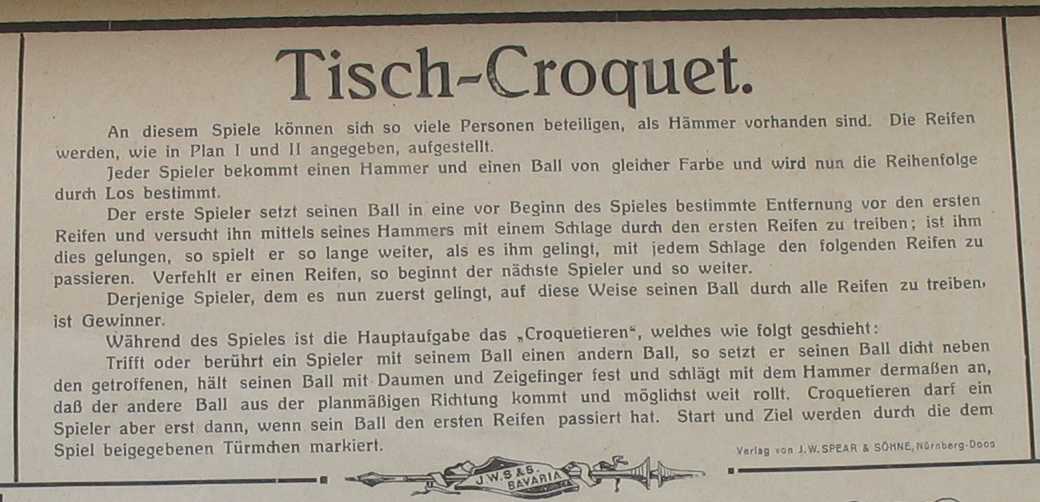 Tisch-Croquet.
An diesem Spiele können sich so viele Personen beteiligen, als Hämmer vorhanden sind. Die Reifen
werden, wie in Plan I und II angegeben, aufgestellt.
Jeder Spieler bekommt einen Hammer und einen Ball von gleicher Farbe und wird nun die Reihenfolge
durch Los bestimmt.
Der erste Spieler setzt seinen Ball in eine vor Beginn des Spieles bestimmte Entfernung vor den ersten
Reifen und versucht ihn mittels seines Hammers mit einem Schlage durch den ersten Reifen zu treiben; ist ihm
dies gelungen, so spielt er so lange weiter, als es ihm gelingt, mit jedem Schlage den folgenden Reifen zu
passieren. Verfehlt er einen Reifen, so beginnt der nächste Spieler und so weiter.
Derjenige Spieler, dem es nun zuerst gelingt, auf diese Weise seinen Ball durch alle Reifen zu treiben,
ist Gewinner.
Während des Spieles ist die Hauptaufgabe das „Croquetieren“, welches wie folgt geschieht:
Trifft oder berührt ein Spieler mit seinem Ball einen andern Ball, so setzt er seinen Ball dicht neben
den getroffenen, hält seinen Ball mit Daumen und Zeigefinger fest und schlägt mit dem Hammer dermaßen an,
daß der andere Ball aus der planmäßigen Richtung kommt und möglichst weit rollt. Croquetieren darf ein
Spieler aber erst dann, wenn sein Ball den ersten Reifen passiert hat. Start und Ziel werden durch die dem
Spiel beigegebenen Türmchen markiert.
Verlag von J. W. SPEAR & SÖHNE, Nürnberg-Doos
J.W.S & S.
BAVARIA